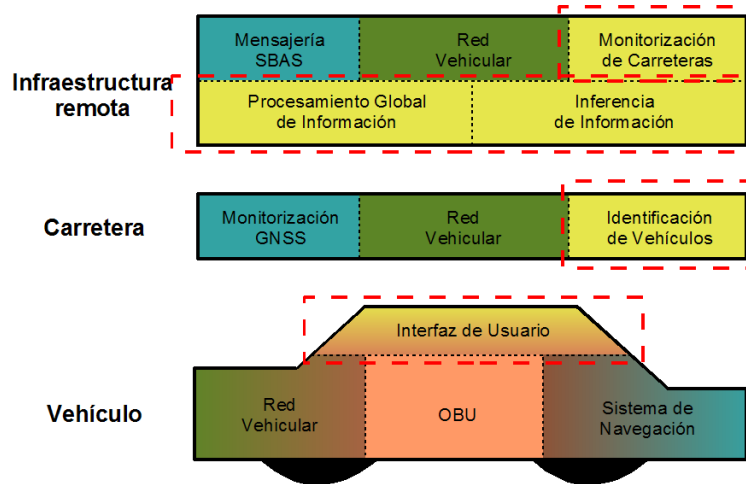 Infraestructura
remota
Mensajería
SBAS
Red
Vehicular
Monitorización
de Carreteras
Procesamiento Global
de Información
Inferencia
de Información
Carretera
Monitorización
GNSS
Red
Vehicular
Identificación
de Vehículos
Vehículo
Interfaz de Usuario
Red
Vehicular
OBU
Sistema de
Navegación